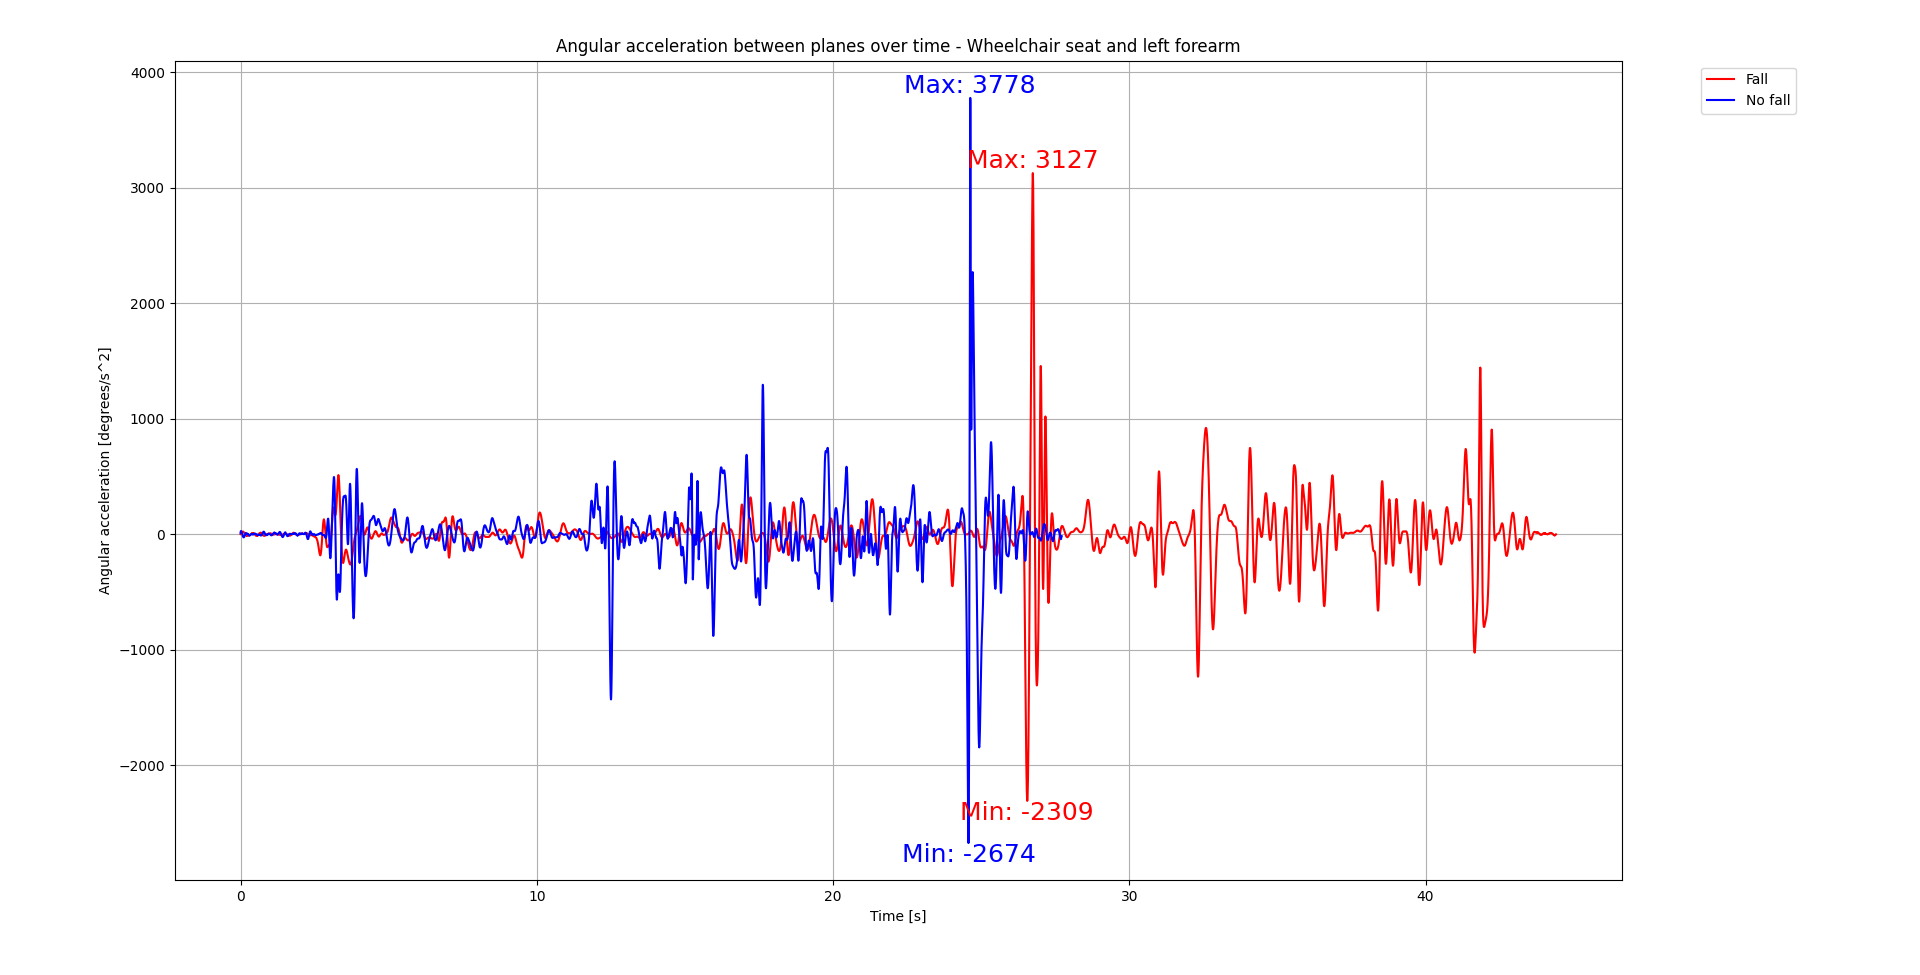 Angular acceleration between planes over time - Wheelchair seat and left forearm
Fall
No fall
Max: 3778
Max: 3127
Min: -2309
Min: -2674
4000
3000
2000
1000
0
−1000
−2000
Angular acceleration [degrees/s^2]
0 10 20 30 40
Time [s]